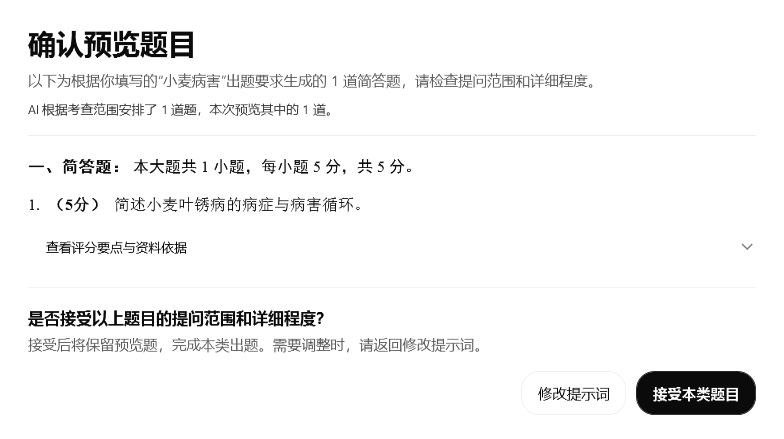 确认预览题目
以下为根据你填写的“小麦病害”出题要求生成的 1 道简答题，请检查提问范围和详细程度。
AI 根据考查范围安排了 1 道题，本次预览其中的 1 道。
一、简答题： 本大题共 1 小题，每小题 5 分，共 5 分。
1. （5分） 简述小麦叶锈病的病症与病害循环。
查看评分要点与资料依据
是否接受以上题目的提问范围和详细程度?
接受后将保留预览题，完成本类出题。需要调整时，请返回修改提示词。
修改提示词 接受本类题目